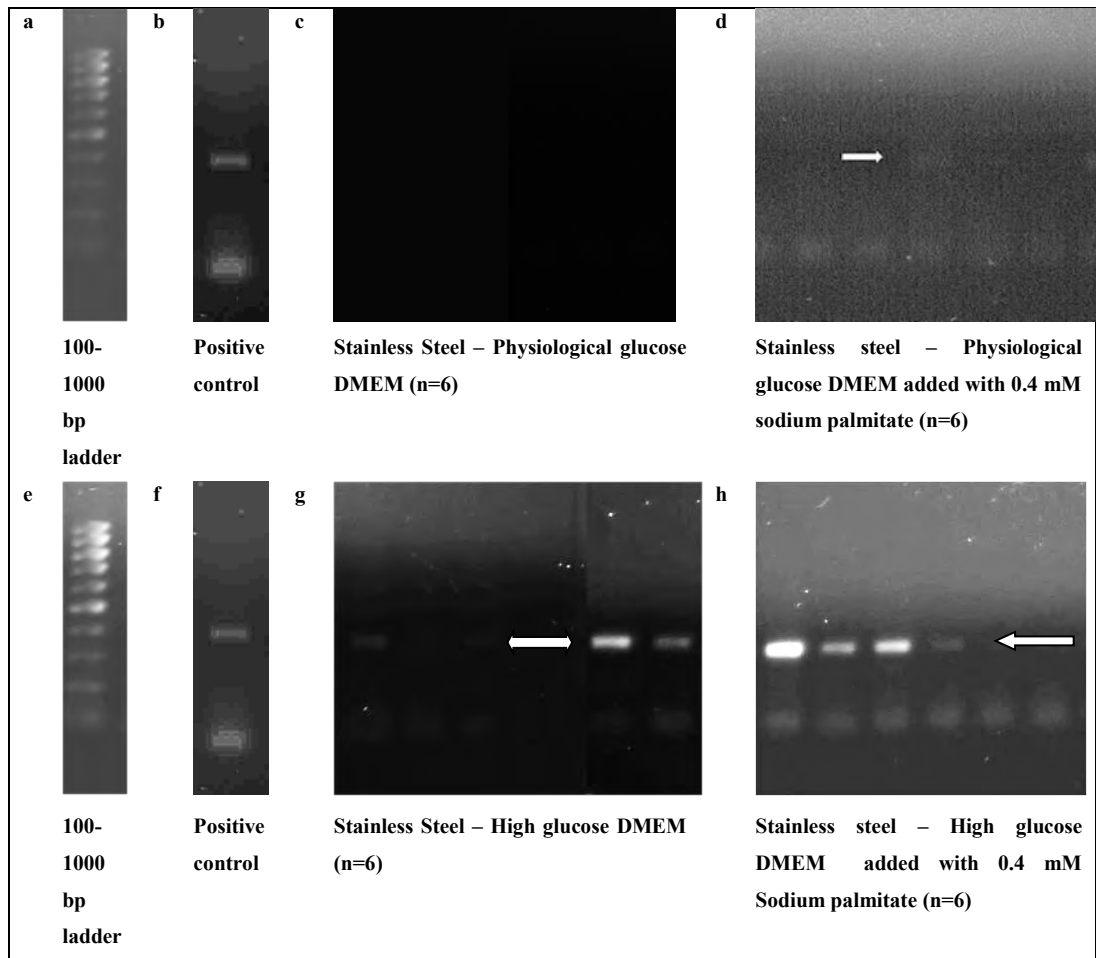 a
b
c
d
100-
1000
bp
ladder
Positive
control
Stainless Steel – Physiological glucose
DMEM (n=6)
Stainless steel – Physiological
glucose DMEM added with 0.4 mM
sodium palmitate (n=6)
e
f
g
h
100-
1000
bp
ladder
Positive
control
Stainless Steel – High glucose DMEM
(n=6)
Stainless steel – High glucose
DMEM added with 0.4 mM
Sodium palmitate (n=6)